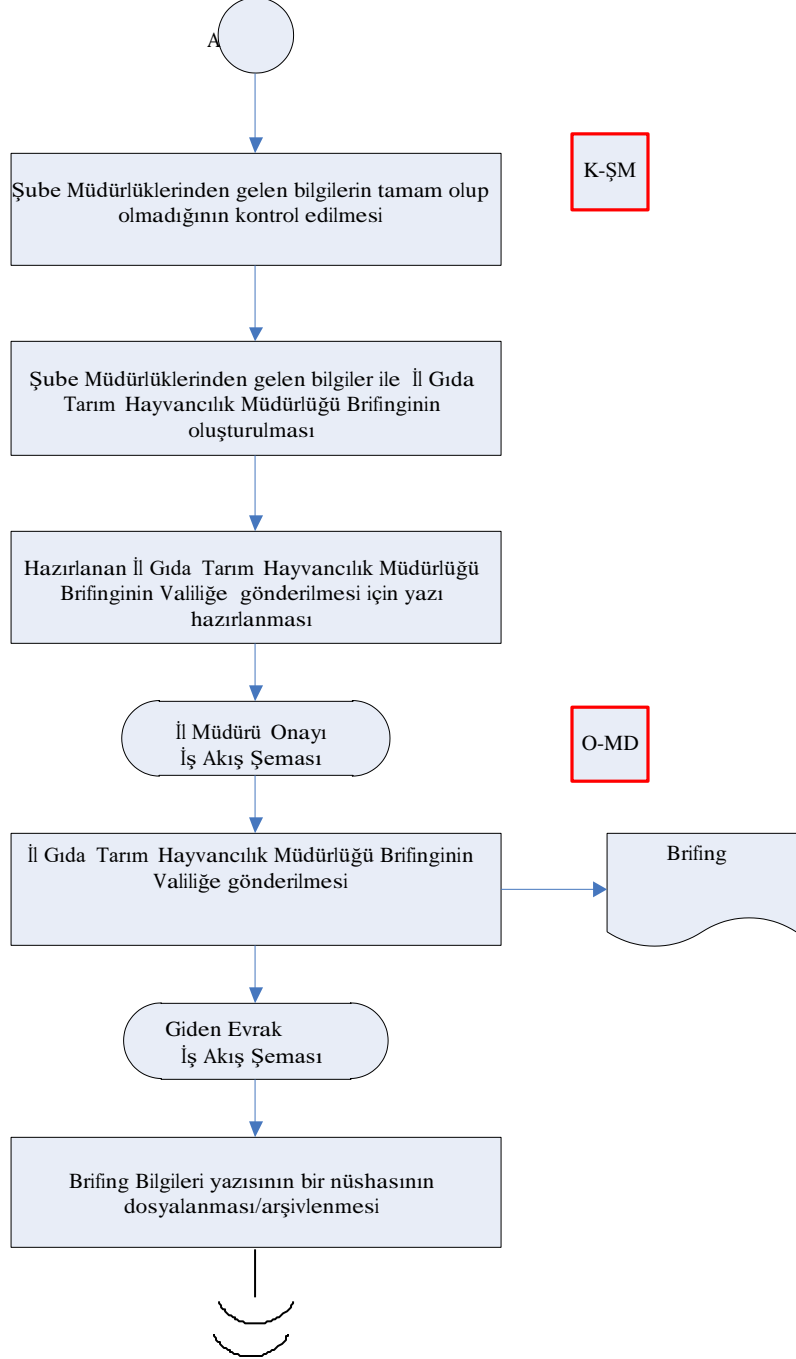 A
Şube Müdürlüklerinden gelen bilgilerin tamam olup
olmadığının kontrol edilmesi
K-ŞM
Şube Müdürlüklerinden gelen bilgiler ile İl Gıda
Tarım Hayvancılık Müdürlüğü Brifinginin
oluşturulması
Hazırlanan İl Gıda Tarım Hayvancılık Müdürlüğü
Brifinginin Valiliğe gönderilmesi için yazı
hazırlanması
İl Müdürü Onayı
İş Akış Şeması
O-MD
İl Gıda Tarım Hayvancılık Müdürlüğü Brifinginin
Valiliğe gönderilmesi
Brifing
Giden Evrak
İş Akış Şeması
Brifing Bilgileri yazısının bir nüshasının
dosyalanması/arşivlenmesi